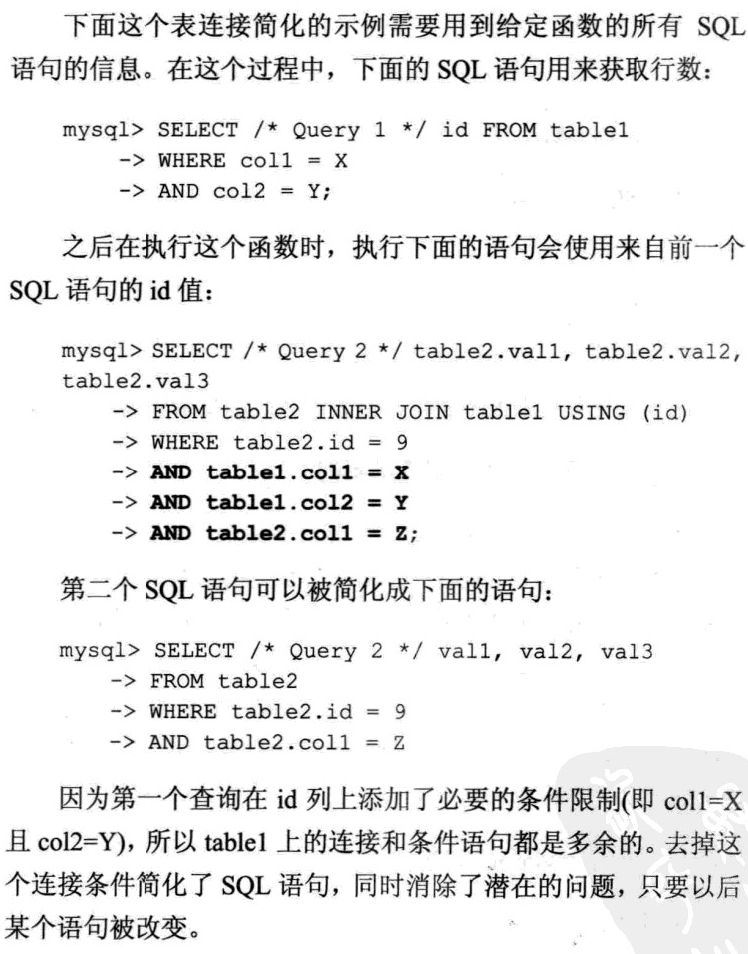 下面这个表连接简化的示例需要用到给定函数的所有 SQL
语句的信息。在这个过程中，下面的 SQL 语句用来获取行数：
mysql> SELECT /* Query 1 */ id FROM table1
-> WHERE col1 = X
-> AND col2 = Y;
之后在执行这个函数时，执行下面的语句会使用来自前一个
SQL 语句的 id 值：
mysql> SELECT /* Query 2 */ table2.val1, table2.val2,
table2.val3
-> FROM table2 INNER JOIN table1 USING (id)
-> WHERE table2.id = 9
-> AND table1.col1 = X
-> AND table1.col2 = Y
-> AND table2.col1 = Z;
第二个 SQL 语句可以被简化成下面的语句：
mysql> SELECT /* Query 2 */ val1, val2, val3
-> FROM table2
-> WHERE table2.id = 9
-> AND table2.col1 = Z
因为第一个查询在 id 列上添加了必要的条件限制(即 col1=X
且 col2=Y)，所以 table1 上的连接和条件语句都是多余的。去掉这
个连接条件简化了 SQL 语句，同时消除了潜在的问题，只要以后
某个语句被改变。